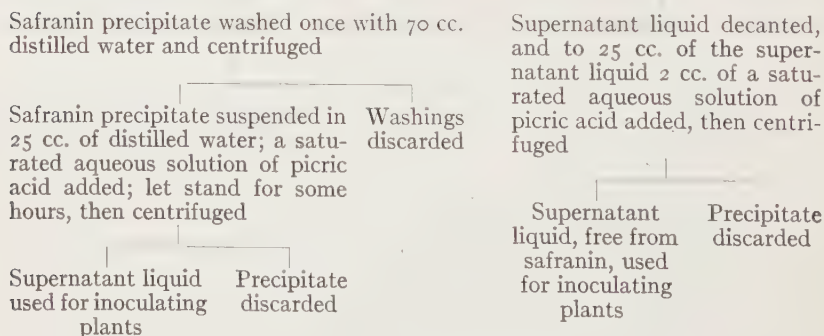 Safranin precipitate washed once with 70 cc.
distilled water and centrifuged
Safranin precipitate suspended in
25 cc. of distilled water; a satu-
rated aqueous solution of picric
acid added; let stand for some
hours, then centrifuged
Washings
discarded
Supernatant liquid
used for inoculating
plants
Precipitate
discarded
Supernatant liquid decanted,
and to 25 cc. of the super-
natant liquid 2 cc. of a satu-
rated aqueous solution of
picric acid added, then centri-
fuged
Supernatant
liquid, free from
safranin, used
for inoculating
plants
Precipitate
discarded